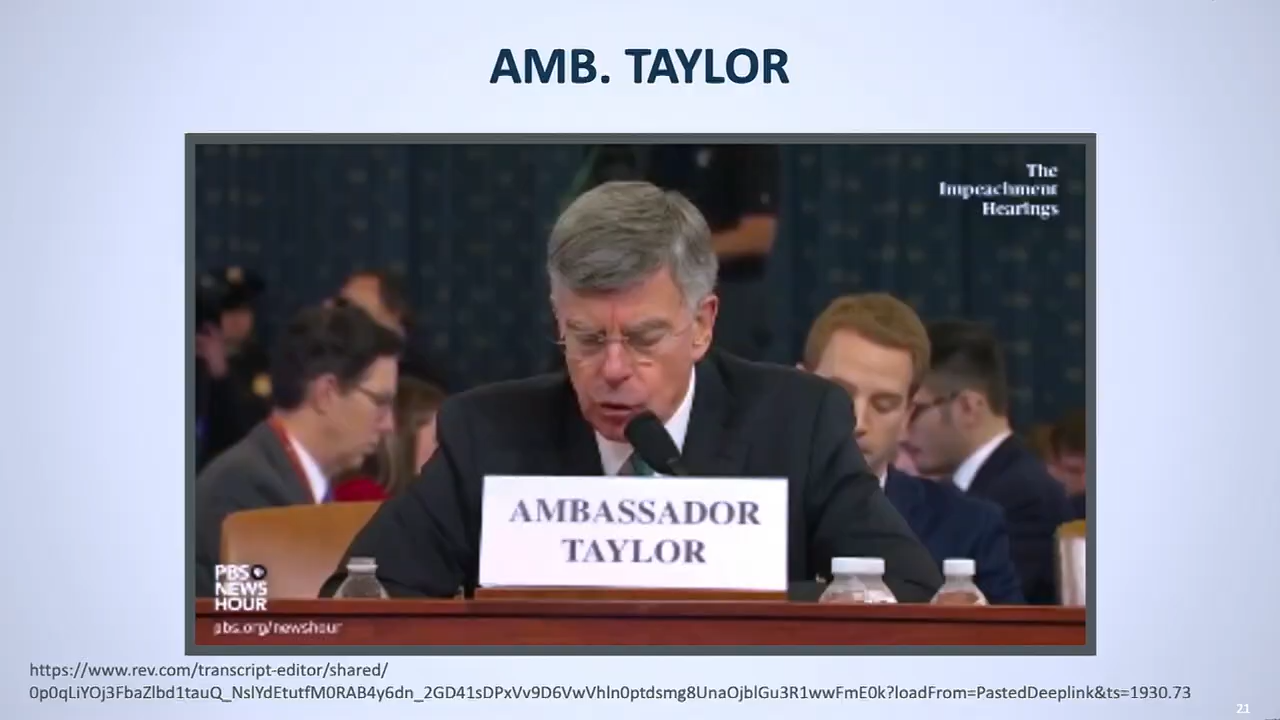 AMB. TAYLOR
The
Impeachment
Hearings
AMBASSADOR
TAYLOR
PBS
NEWS
HOUR
pbs.org/newshour
https://www.rev.com/transcript-editor/shared/
0p0qLiYOj3FbaZlbd1tauQ_NslYdEtutfM0RAB4y6dn_2GD41sDPxVv9D6VwVhln0ptdsmg8UnaOjblGu3R1wwFmE0k?loadFrom=PastedDeeplink&ts=1930.73
21